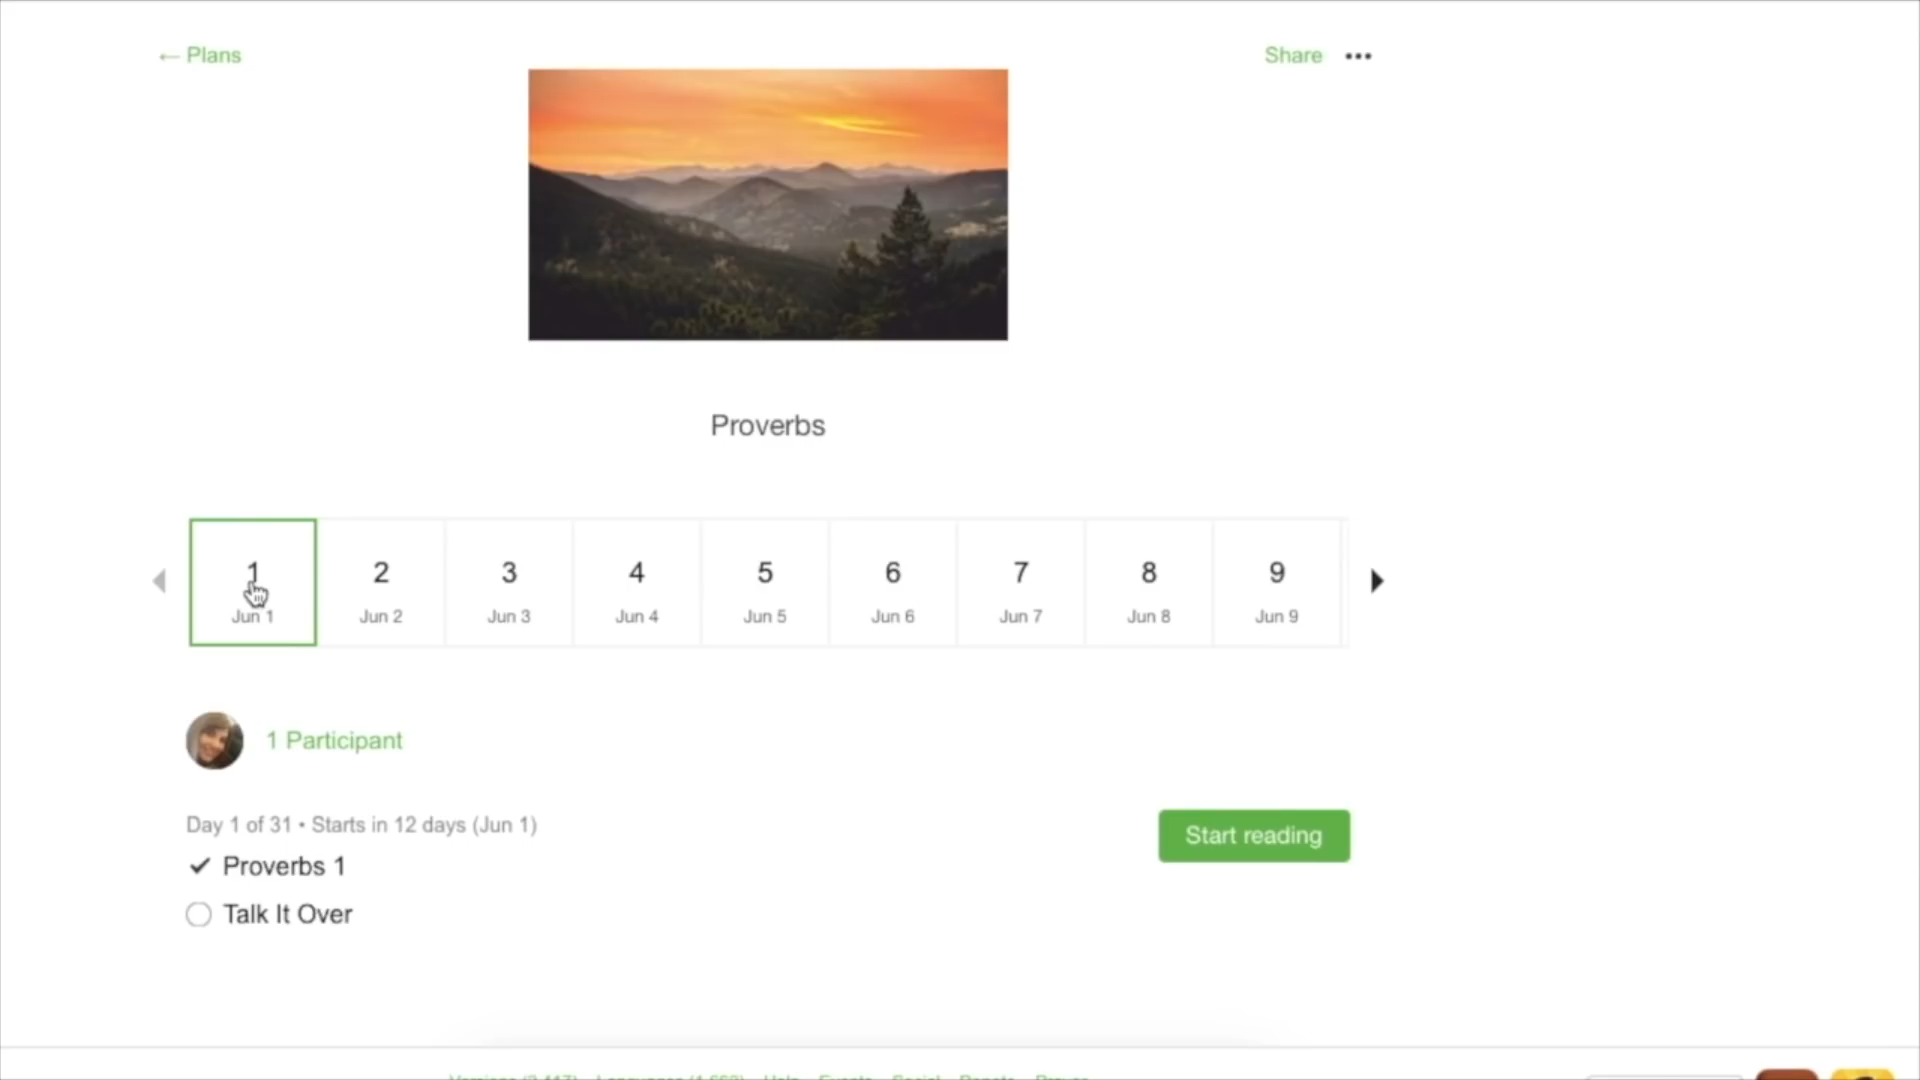 ← Plans
Share •••
Proverbs
1 2 3 4 5 6 7 8 9
Jun 1 Jun 2 Jun 3 Jun 4 Jun 5 Jun 6 Jun 7 Jun 8 Jun 9
1 Participant
Day 1 of 31 • Starts in 12 days (Jun 1)
Start reading
Proverbs 1
Talk It Over